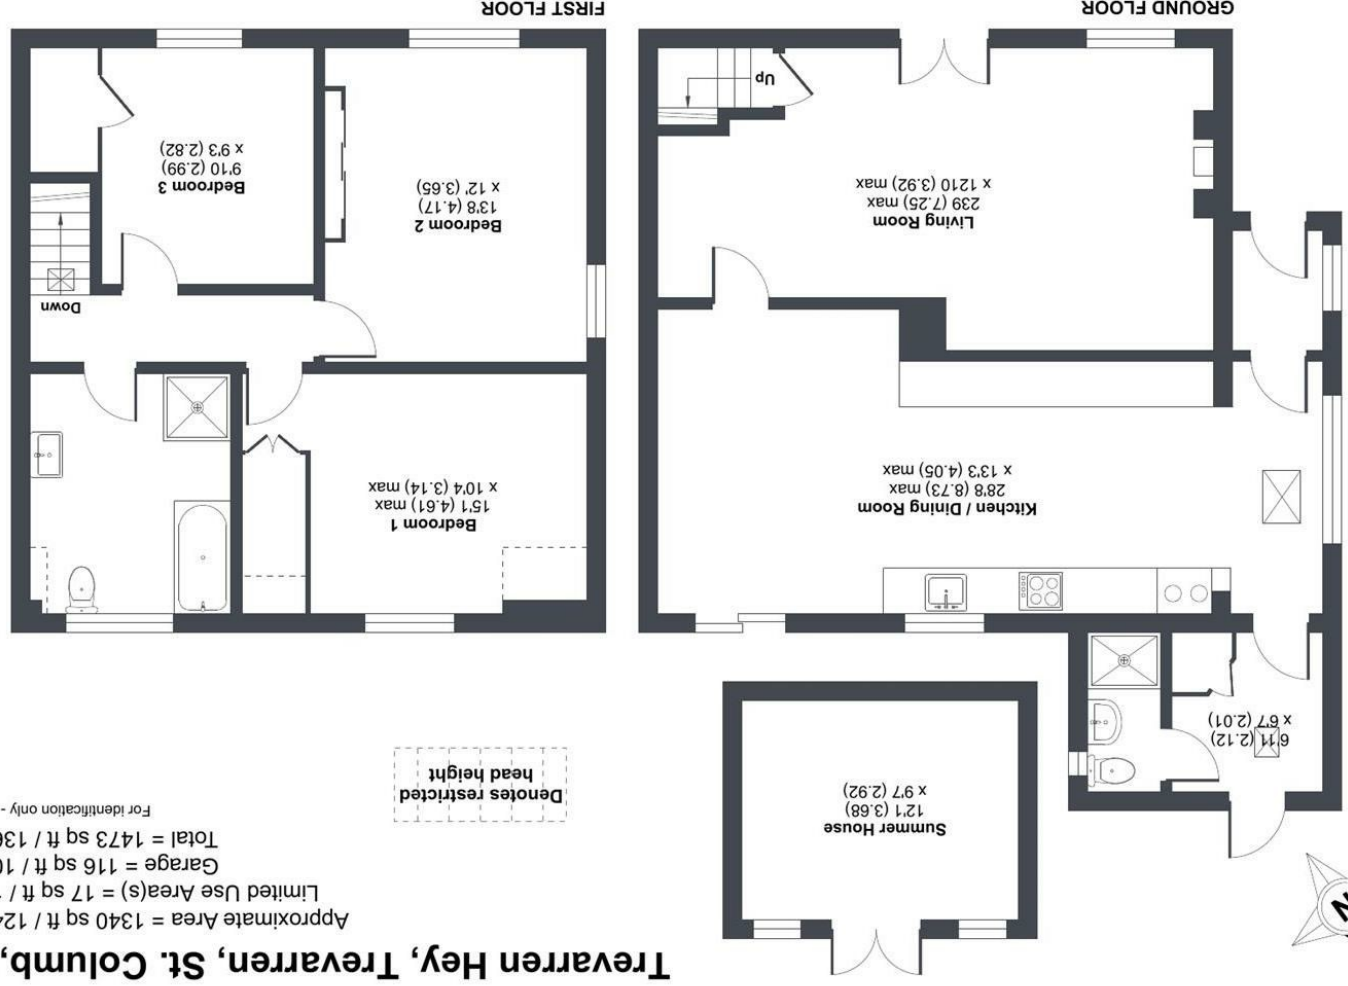 Trevarren Hey, Trevarren, St. Columb,
Approximate Area = 1340 sq ft / 124
Limited Use Area(s) = 17 sq ft /
Garage = 116 sq ft / 10
Total = 1473 sq ft / 136
For identification only -
N
Denotes restricted
head height
Summer House
12'1 (3.68)
x 9'7 (2.92)
6'11 (2.12)
x 6'7 (2.01)
Kitchen / Dining Room
28'8 (8.73) max
x 13'3 (4.05) max
Living Room
239 (7.25) max
x 1210 (3.92) max
Up
GROUND FLOOR
Bedroom 1
15'1 (4.61) max
x 10'4 (3.14) max
Down
Bedroom 2
13'8 (4.17)
x 12' (3.65)
Bedroom 3
9'10 (2.99)
x 9'3 (2.82)
FIRST FLOOR